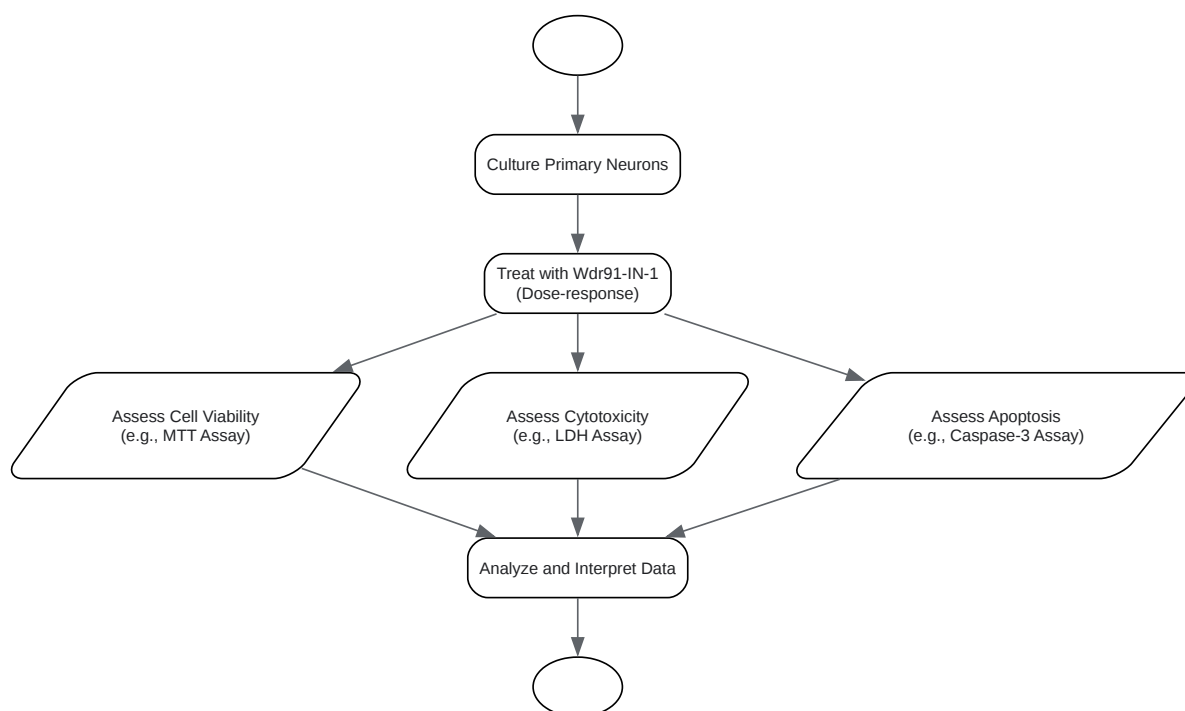 Culture Primary Neurons
Treat with Wdr91-IN-1
(Dose-response)
Assess Cell Viability
(e.g., MTT Assay)
Assess Cytotoxicity
(e.g., LDH Assay)
Assess Apoptosis
(e.g., Caspase-3 Assay)
Analyze and Interpret Data